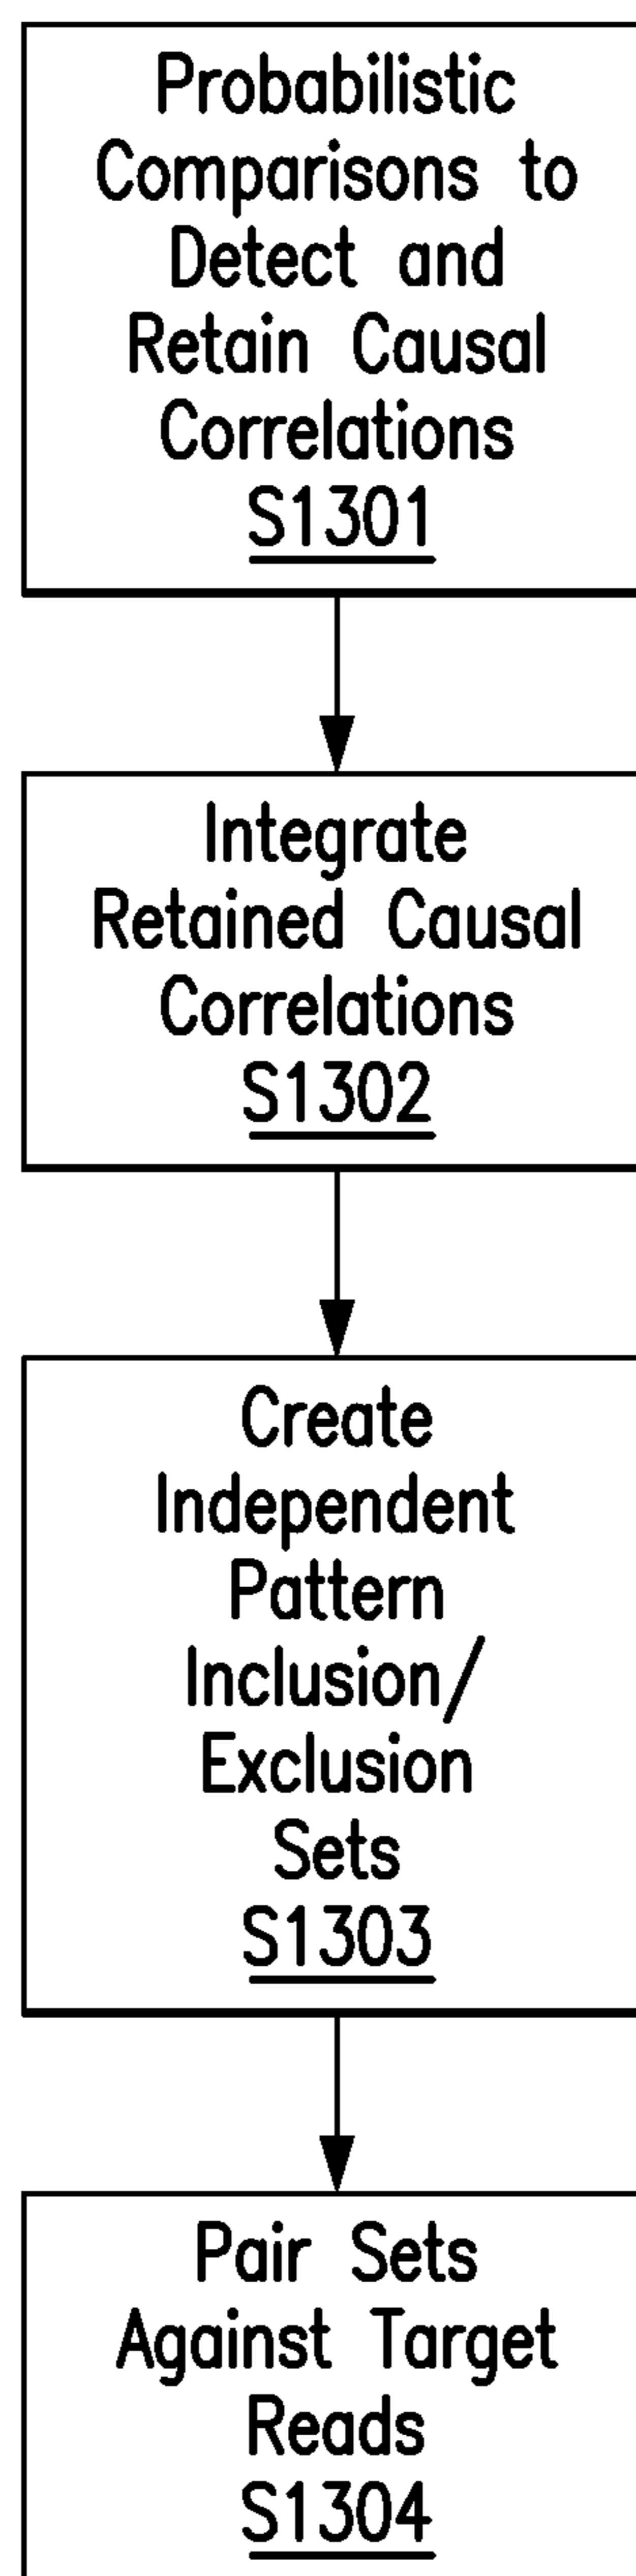 Probabilistic
Comparisons to
Detect and
Retain Causal
Correlations
S1301
Integrate
Retained Causal
Correlations
S1302
Create
Independent
Pattern
Inclusion/
Exclusion
Sets
S1303
Pair Sets
Against Target
Reads
S1304